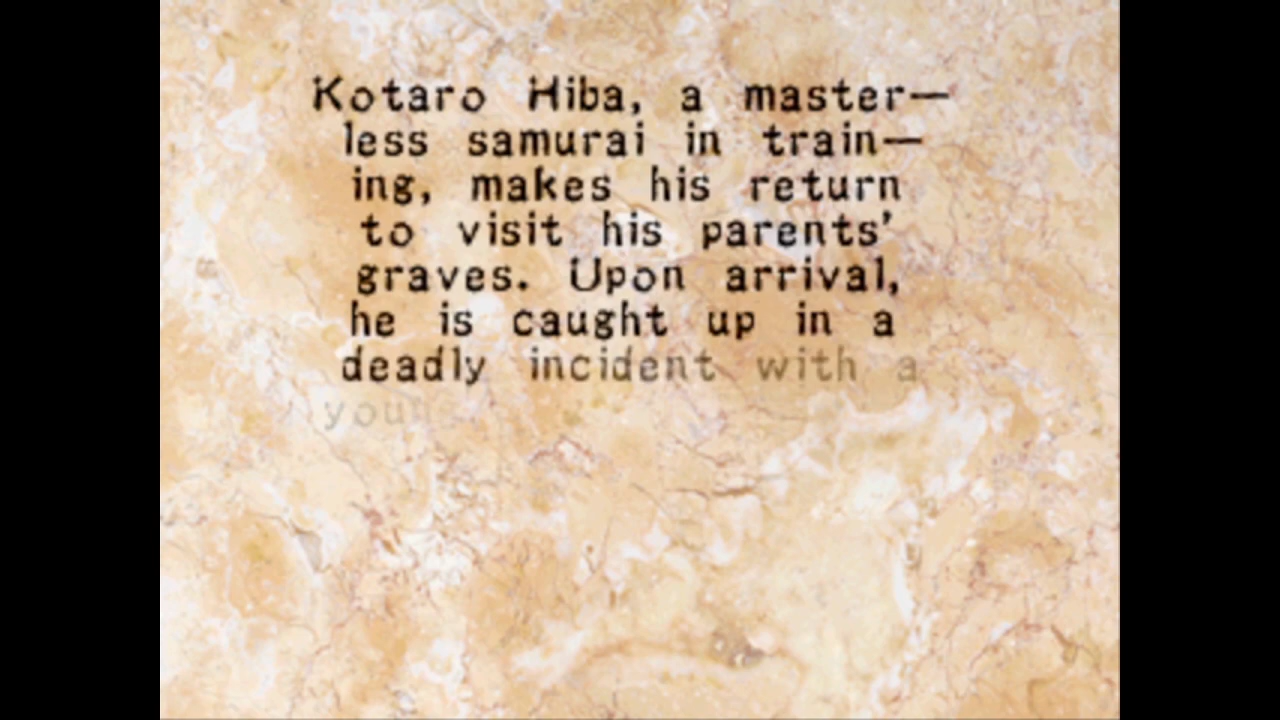 Kotaro Hiba, a master—
less samurai in train—
ing, makes his return
to visit his parents'
graves. Upon arrival,
he is caught up in a
deadly incident with a